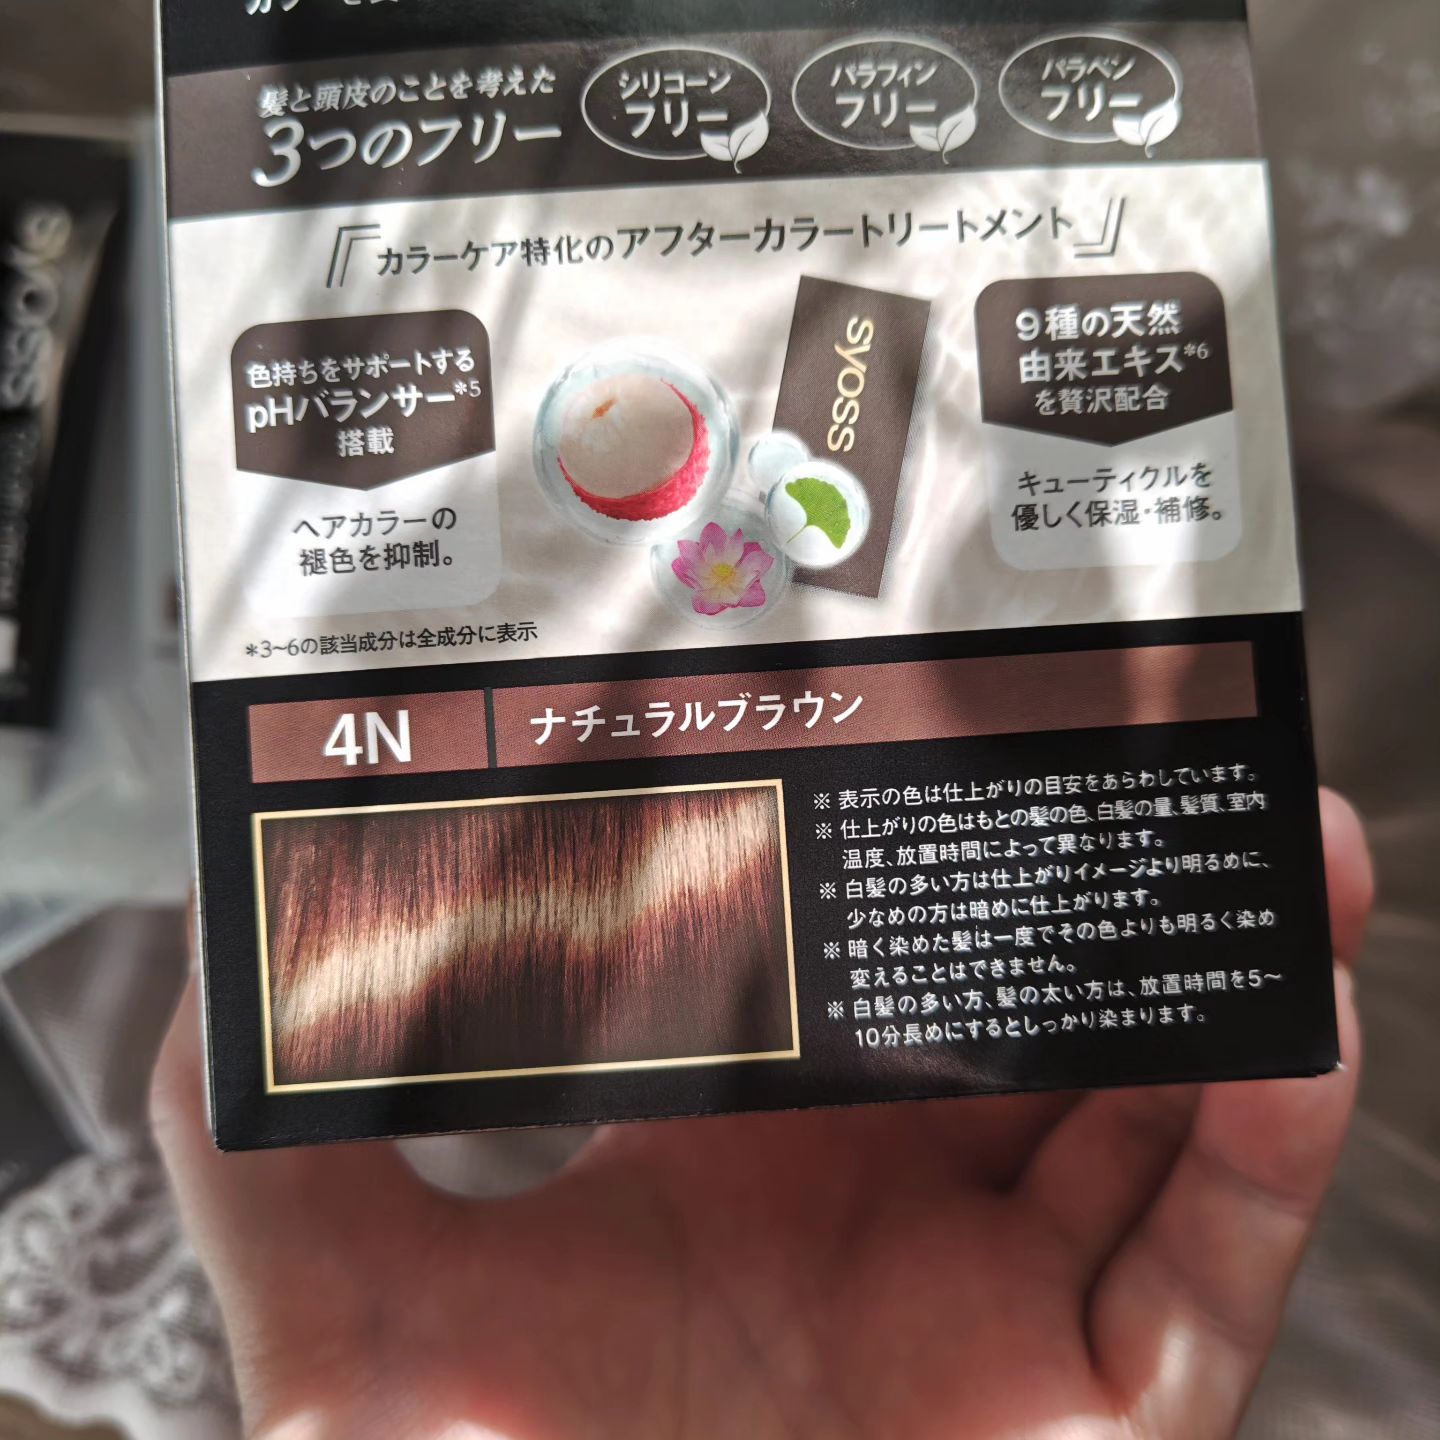 髪と頭皮のことを考えた
3つのフリー
シリコーン
フリー
パラフィン
フリー
パラベン
フリー
カラーケア特化のアフターカラートリートメント
色持ちをサポートする
pHバランサー*5
搭載
ヘアカラーの
褪色を抑制。
syoss
9種の天然
由来エキス*6
を贅沢配合
キューティクルを
優しく保湿・補修。
*3~6の該当成分は全成分に表示
4N
ナチュラルブラウン
※ 表示の色は仕上がりの目安をあらわしています。
※ 仕上がりの色はもとの髪の色、白髪の量、髪質、室内
温度、放置時間によって異なります。
※ 白髪の多い方は仕上がりイメージより明るめに、
少なめの方は暗めに仕上がります。
※ 暗く染めた髪は一度でその色よりも明るく染め
変えることはできません。
※ 白髪の多い方、髪の太い方は、放置時間を5~
10分長めにするとしっかり染まります。
syoss